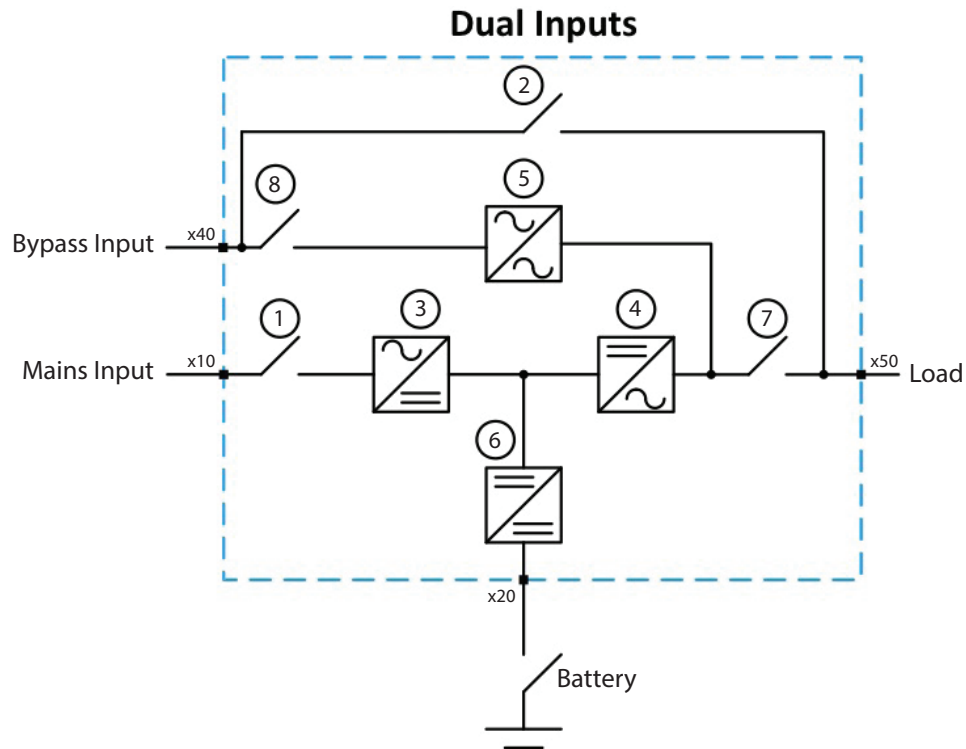 Dual Inputs
2
8
5
Bypass Input
x40
1
3
4
7
Mains Input
x10
x50
Load
6
x20
Battery